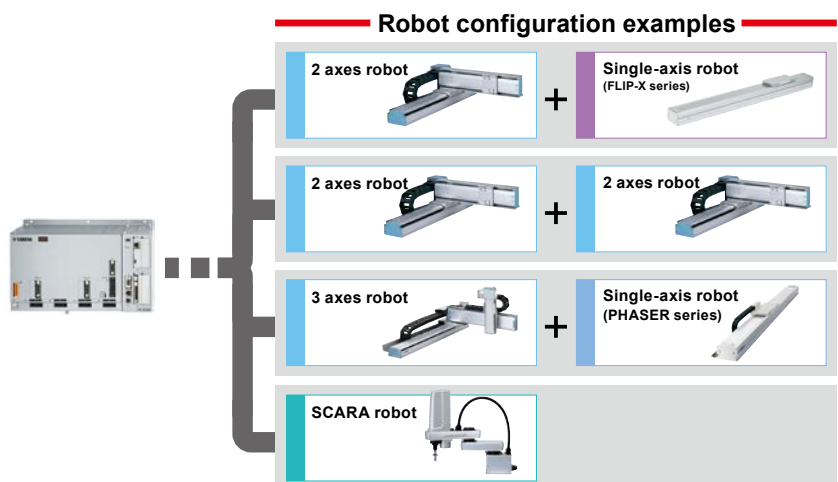 Robot configuration examples
2 axes robot
+
Single-axis robot
(FLIP-X series)
2 axes robot
+
2 axes robot
3 axes robot
+
Single-axis robot
(PHASER series)
SCARA robot
YAMAHA